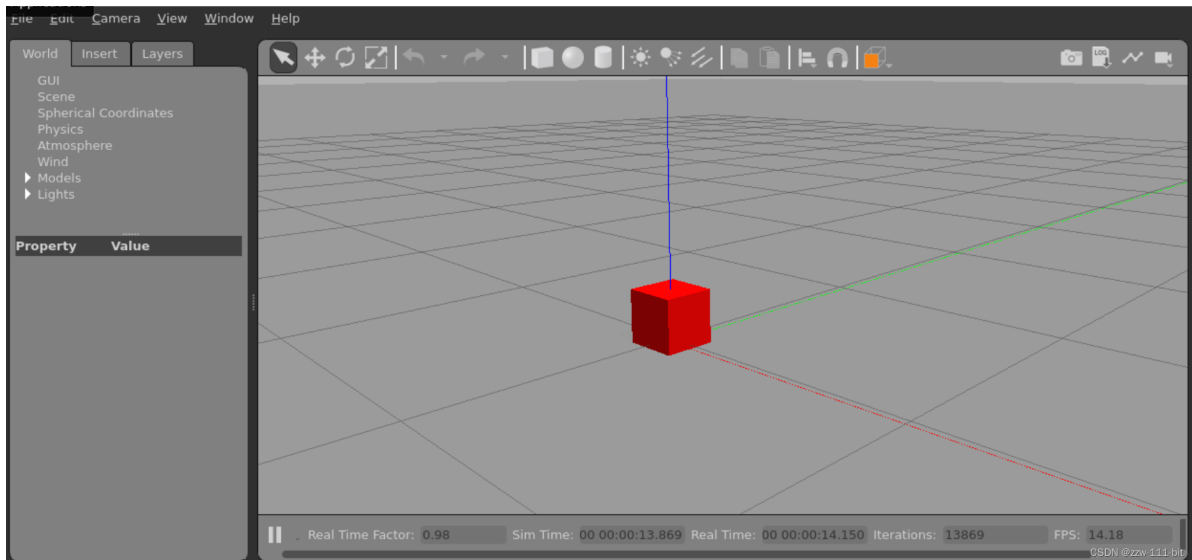 File Edit Camera View Window Help
World Insert Layers
GUI
Scene
Spherical Coordinates
Physics
Atmosphere
Wind
Models
Lights
Property Value
LOG
Real Time Factor: 0.98 Sim Time: 00 00:00:13.869 Real Time: 00 00:00:14.150 Iterations: 13869 FPS: 14.18
CSDN @zzw-111-bit